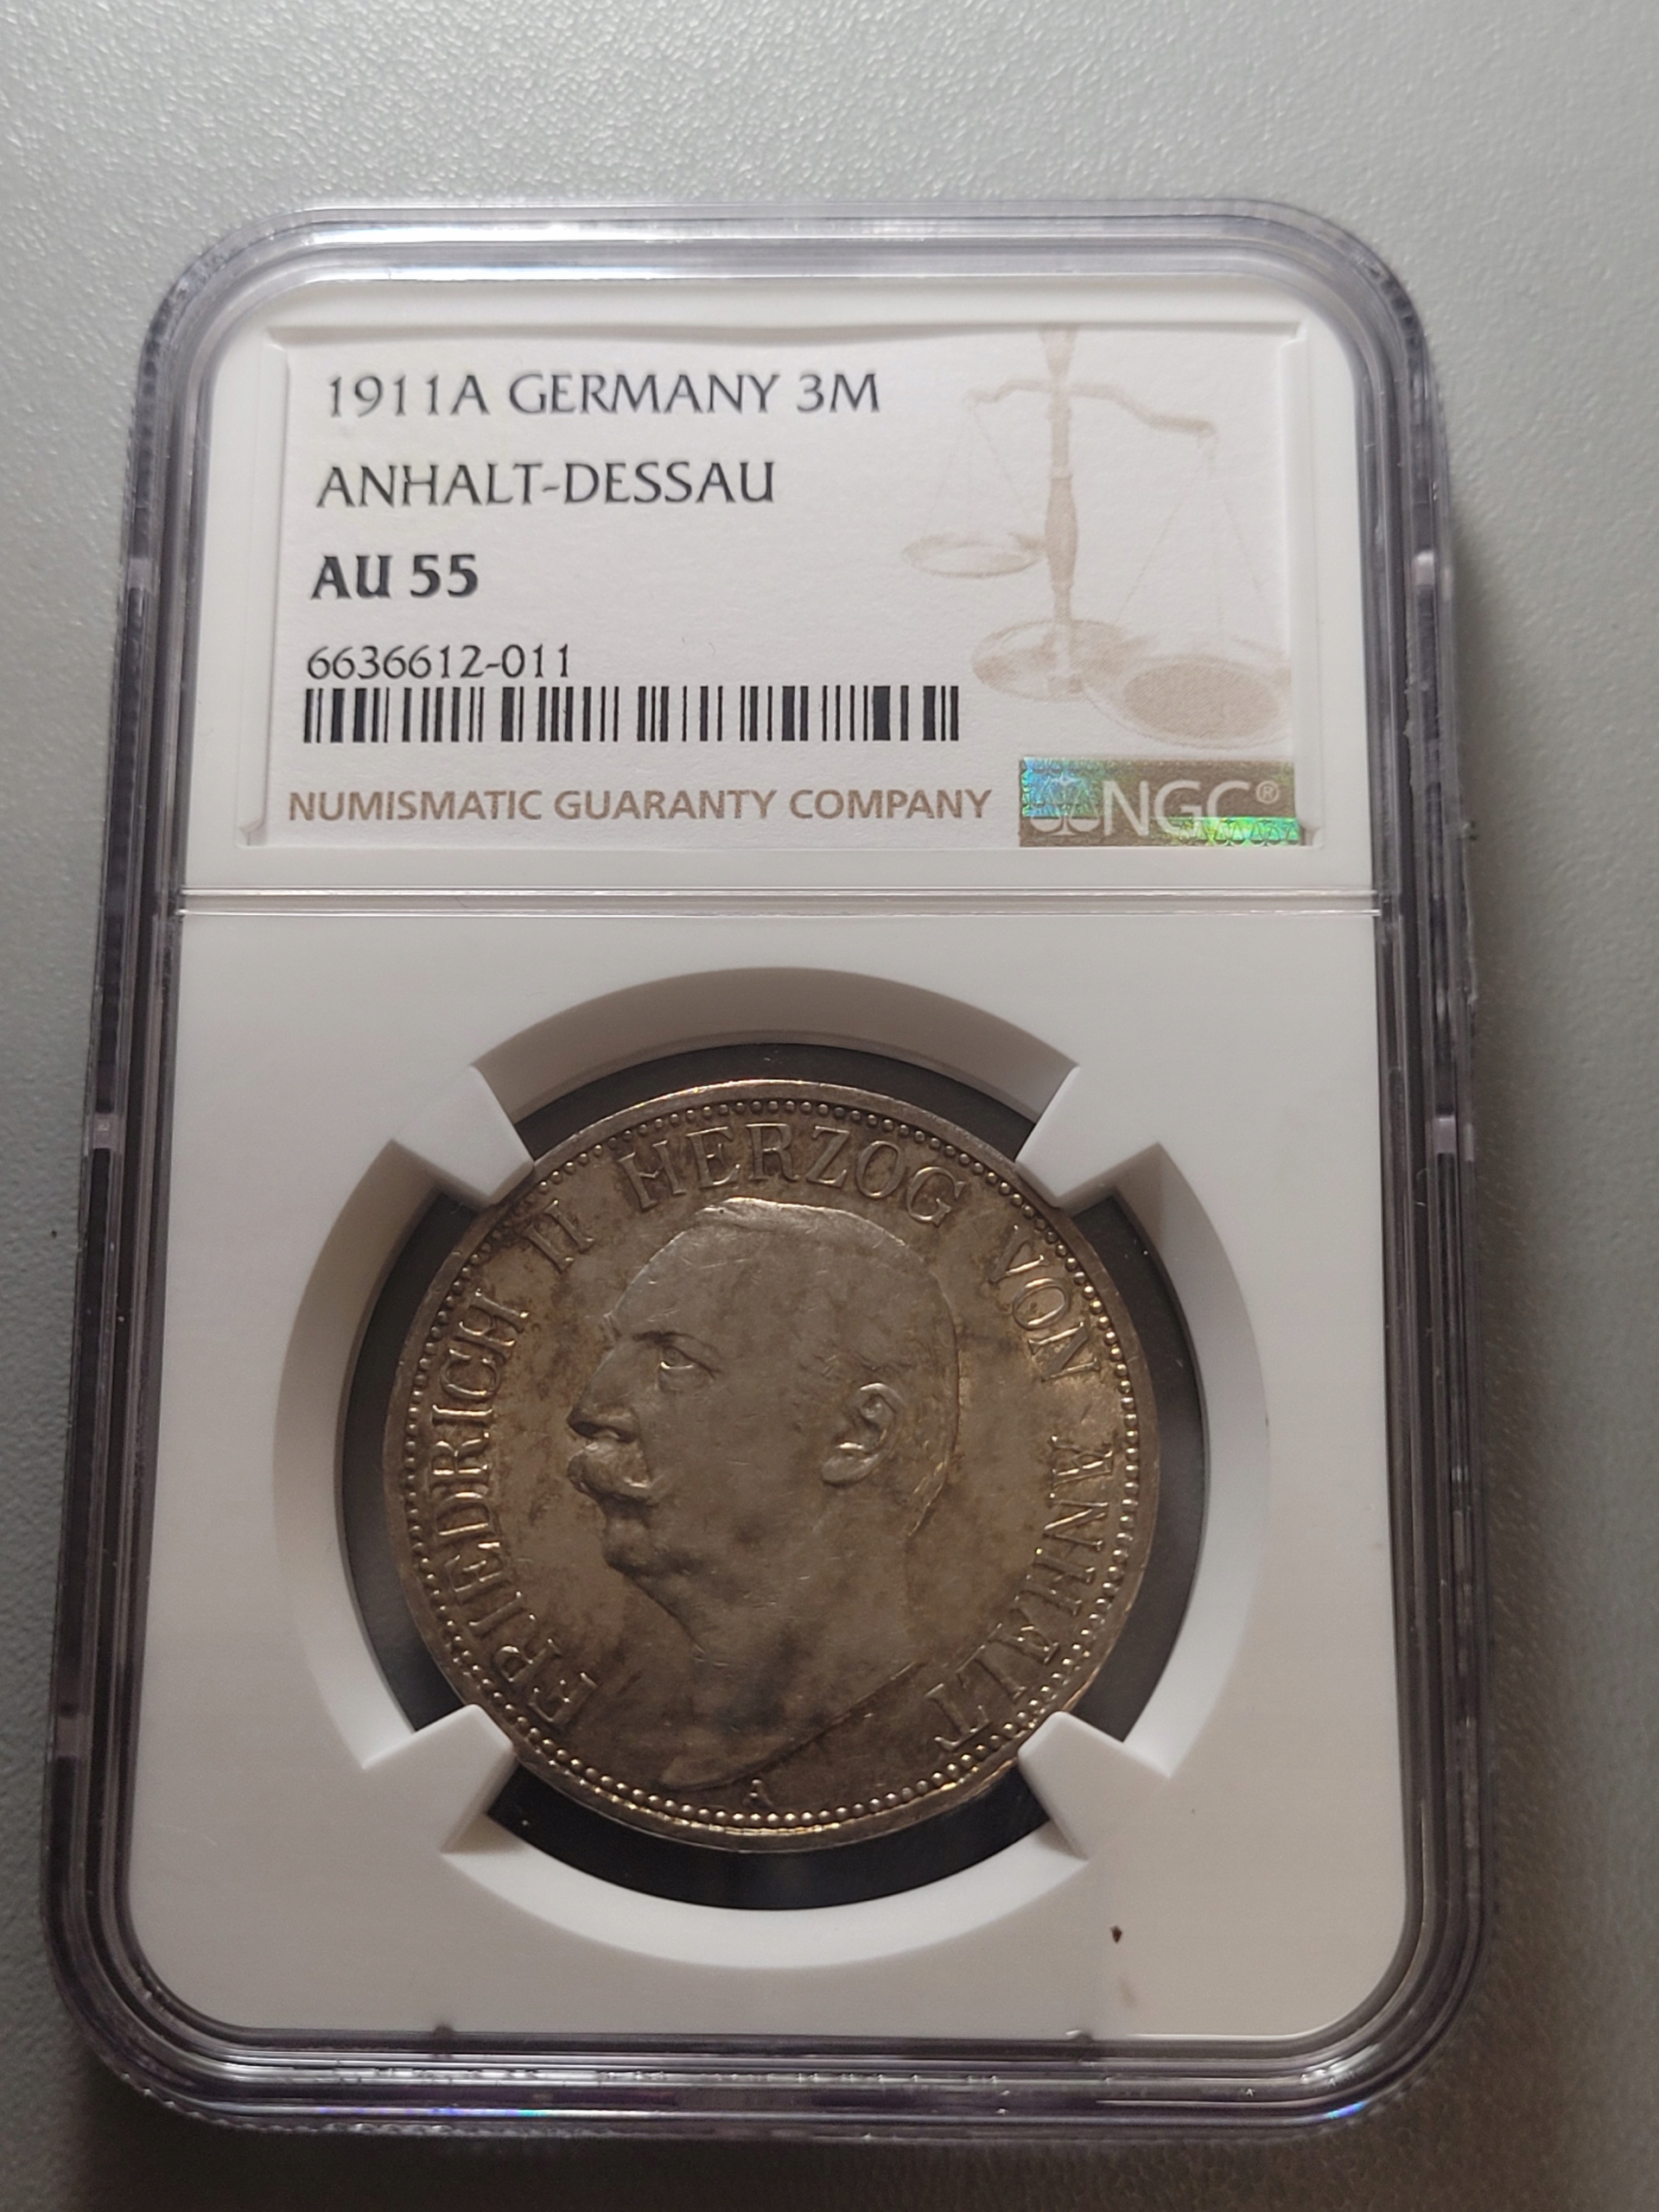 1911A GERMANY 3M
ANHALT-DESSAU
AU 55
6636612-011
NUMISMATIC GUARANTY COMPANY NGC®
FRIEDRICH II HERZOG VON ANHALT
A